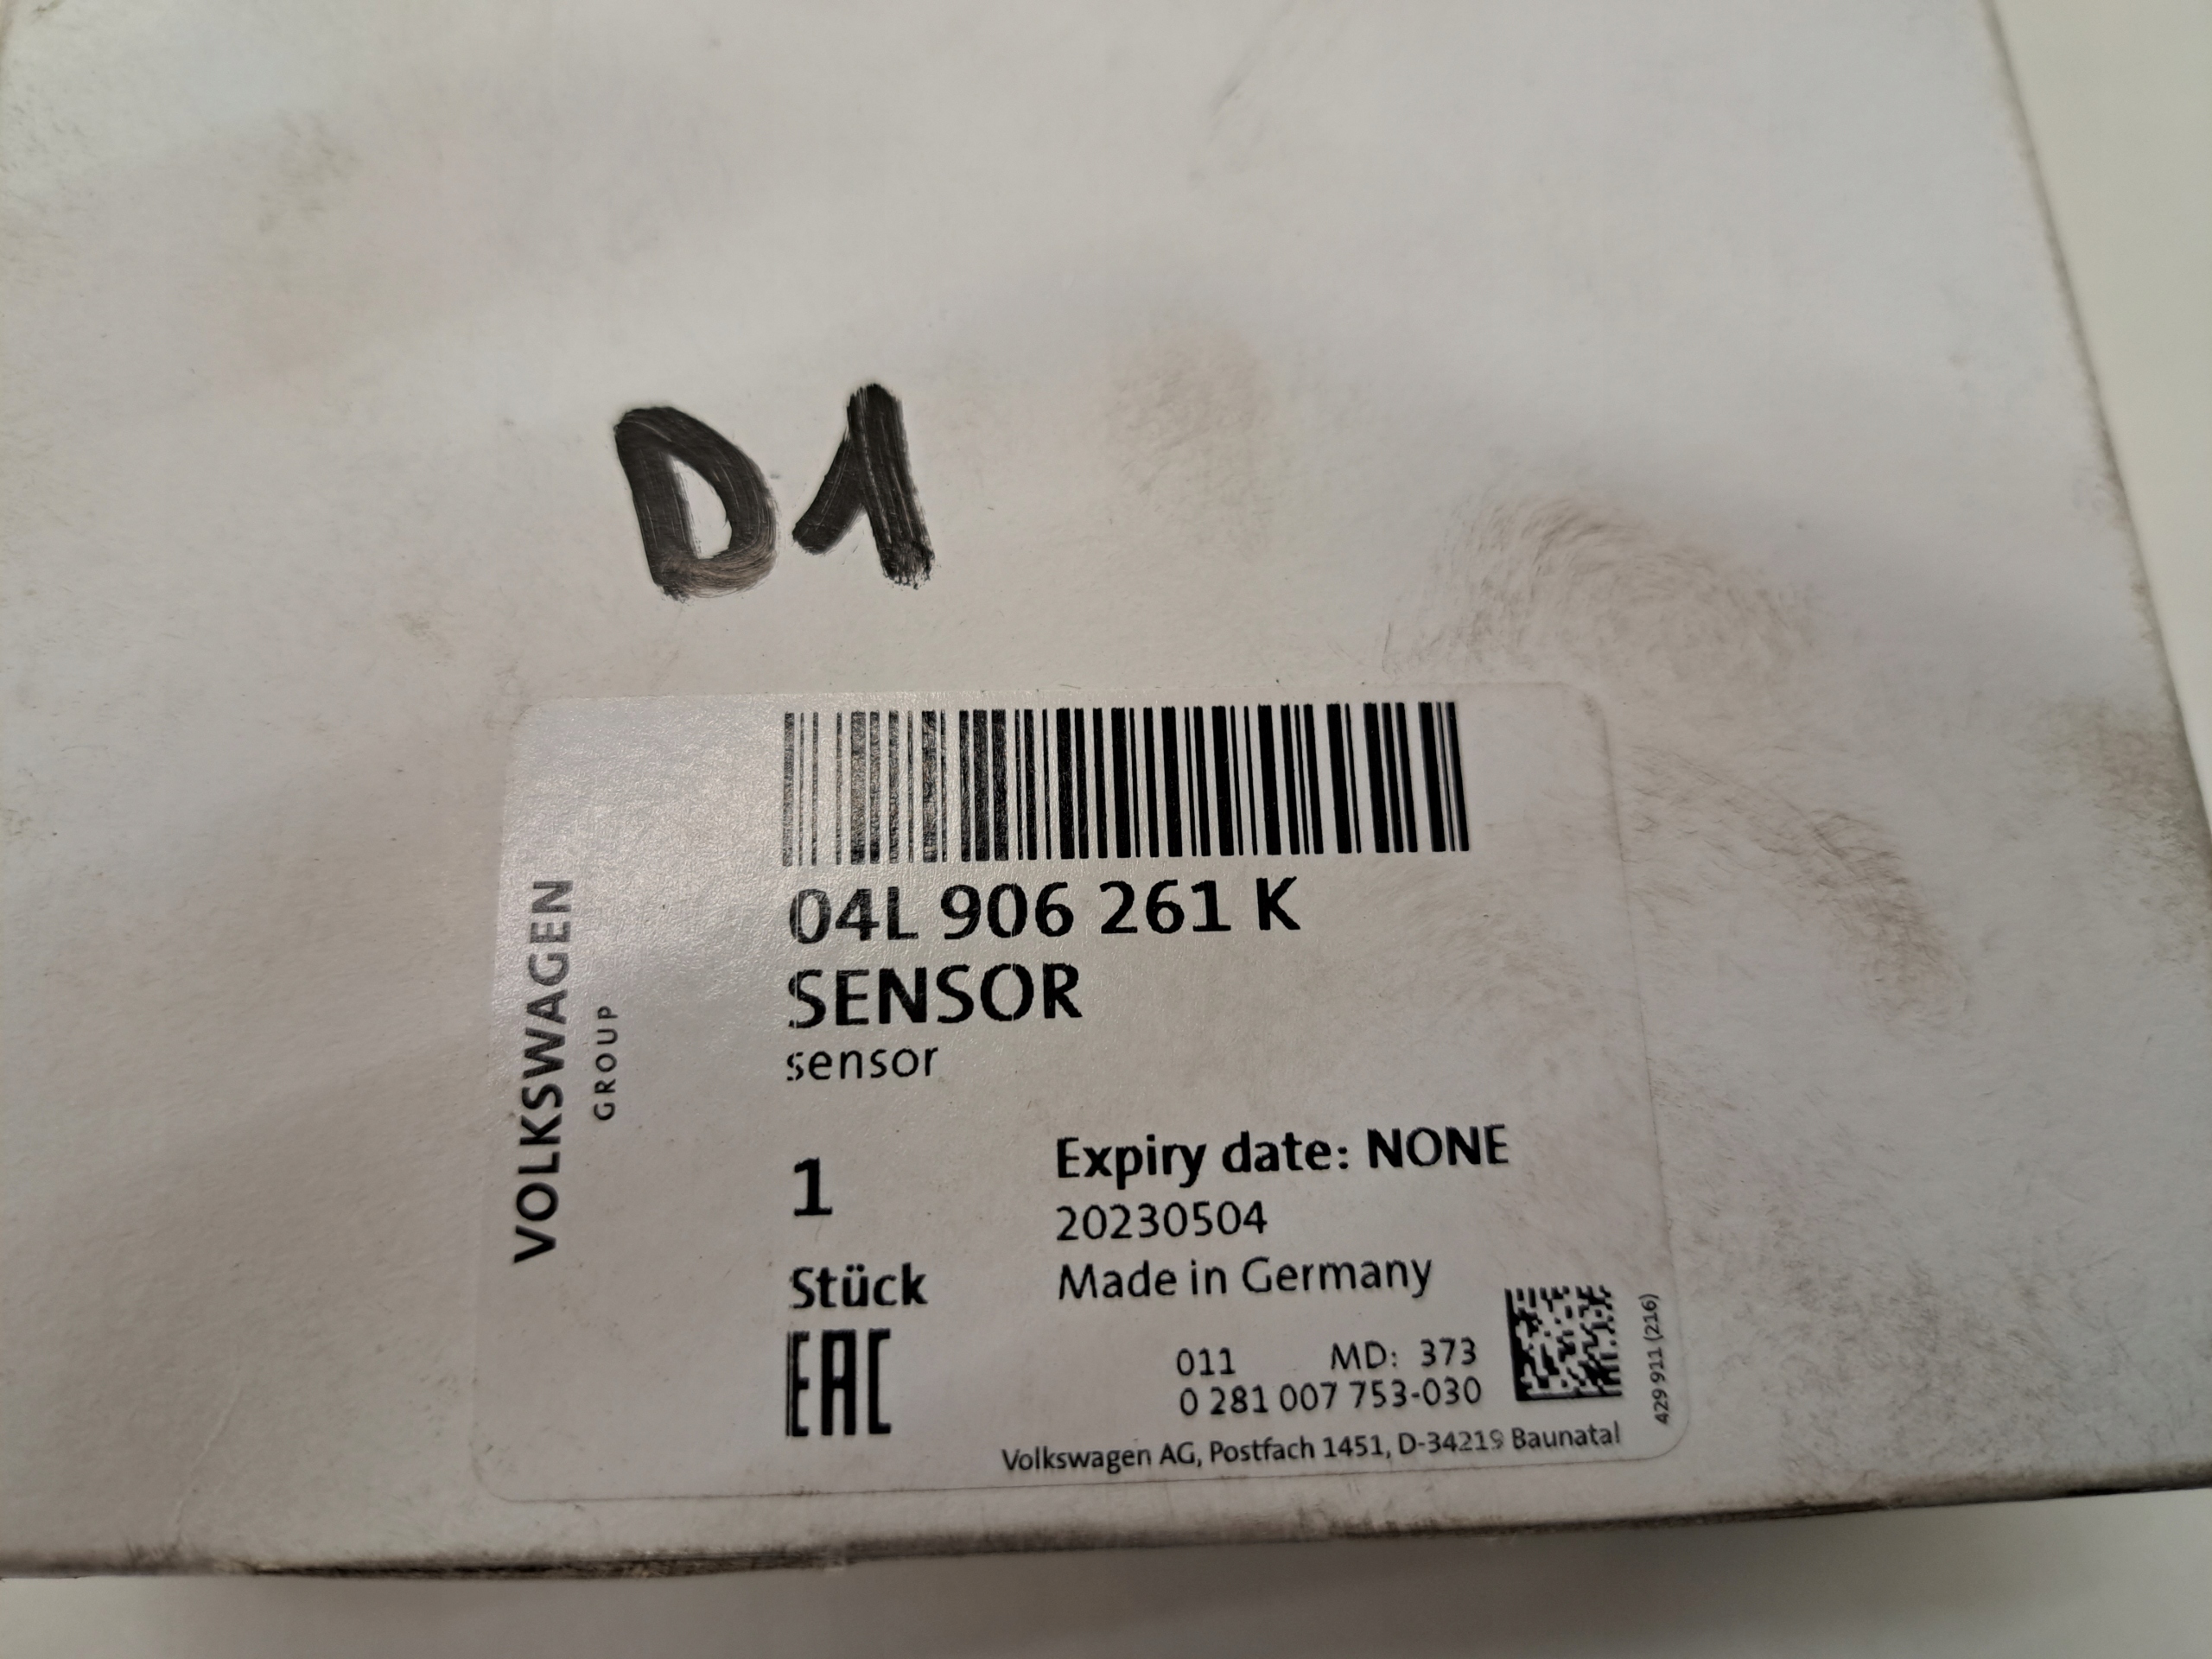 D1
VOLKSWAGEN
GROUP
04L 906 261 K
SENSOR
sensor
1
Stück
Expiry date: NONE
20230504
Made in Germany
EAC
011 MD: 373
0 281 007 753-030
429 911 (216)
Volkswagen AG, Postfach 1451, D-34219 Baunatal